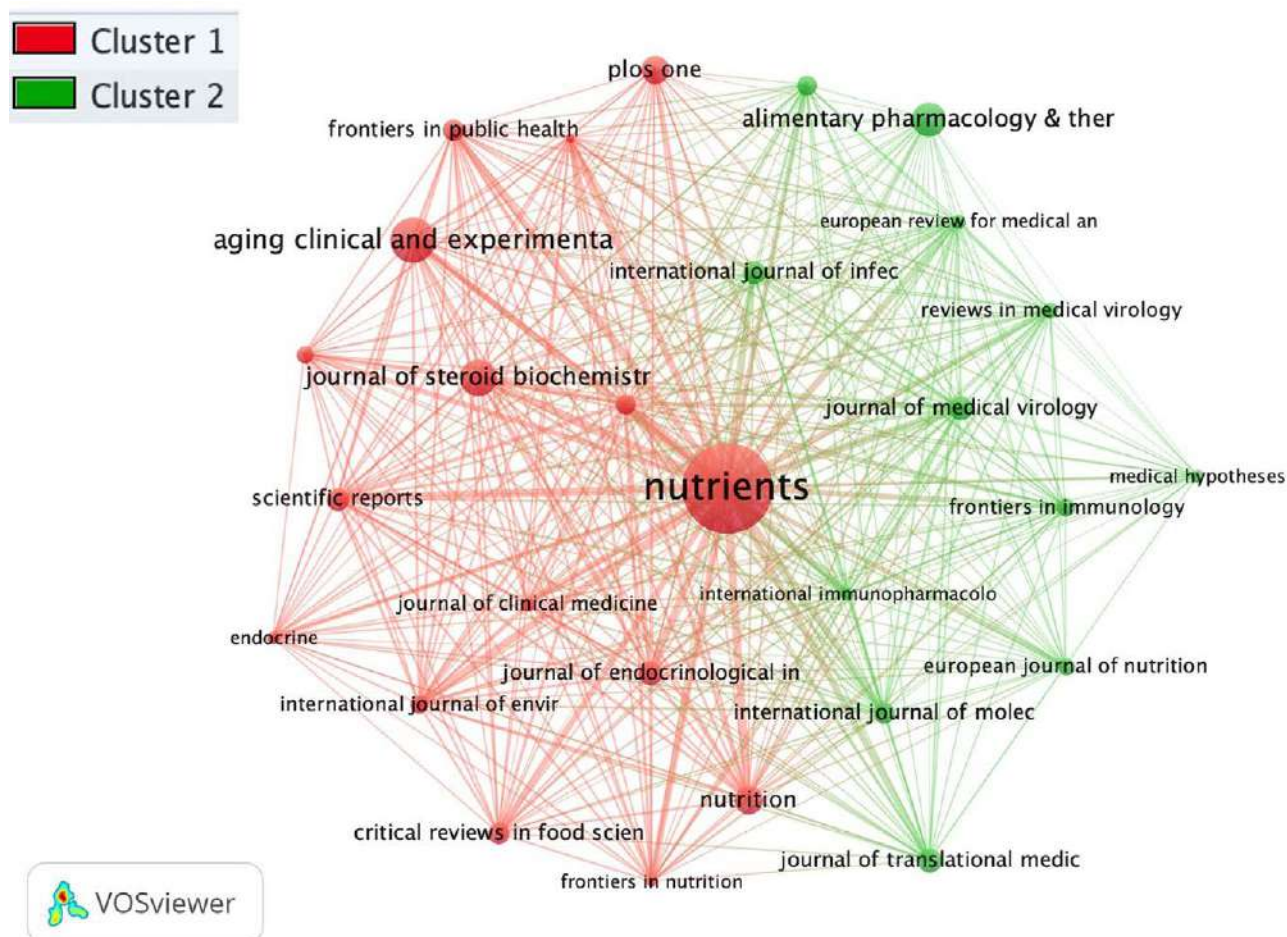 Cluster 1
Cluster 2
plos one
alimentary pharmacology & ther
frontiers in public health
european review for medical an
aging clinical and experimenta
international journal of infec
reviews in medical virology
journal of steroid biochemistr
journal of medical virology
medical hypotheses
nutrients
scientific reports
frontiers in immunology
international immunopharmacolo
journal of clinical medicine
endocrine
european journal of nutrition
journal of endocrinological in
international journal of envir
international journal of molec
nutrition
critical reviews in food scien
journal of translational medic
frontiers in nutrition
VOSviewer